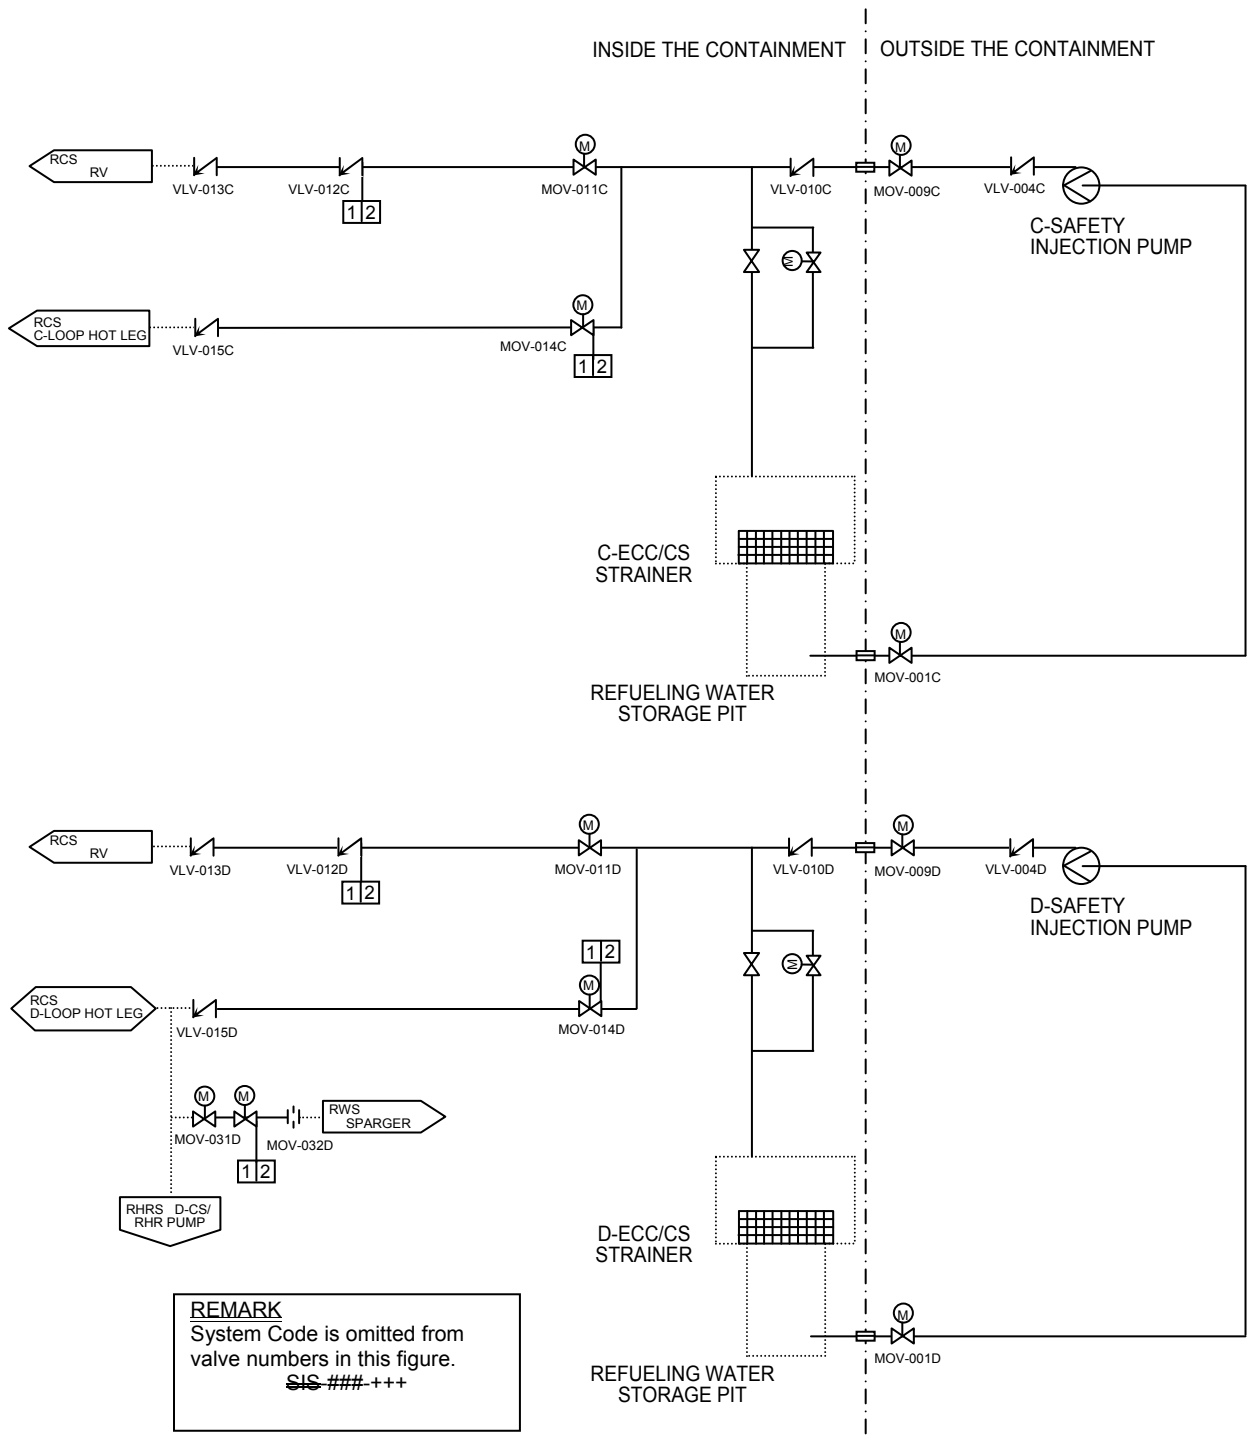 INSIDE THE CONTAINMENT
OUTSIDE THE CONTAINMENT
RCS
RV
VLV-013C
VLV-012C
1 2
M
MOV-011C
VLV-010C
M
MOV-009C
VLV-004C
C-SAFETY
INJECTION PUMP
M
RCS
C-LOOP HOT LEG
VLV-015C
M
MOV-014C
1 2
C-ECC/CS
STRAINER
M
MOV-001C
REFUELING WATER
STORAGE PIT
RCS
RV
VLV-013D
VLV-012D
1 2
M
MOV-011D
VLV-010D
M
MOV-009D
VLV-004D
D-SAFETY
INJECTION PUMP
1 2
M
RCS
D-LOOP HOT LEG
VLV-015D
M
MOV-014D
M
MOV-031D
M
MOV-032D
1 2
RWS
SPARGER
RHRS D-CS/
RHR PUMP
D-ECC/CS
STRAINER
M
MOV-001D
REFUELING WATER
STORAGE PIT
REMARK
System Code is omitted from
valve numbers in this figure.
SIS-###-+++